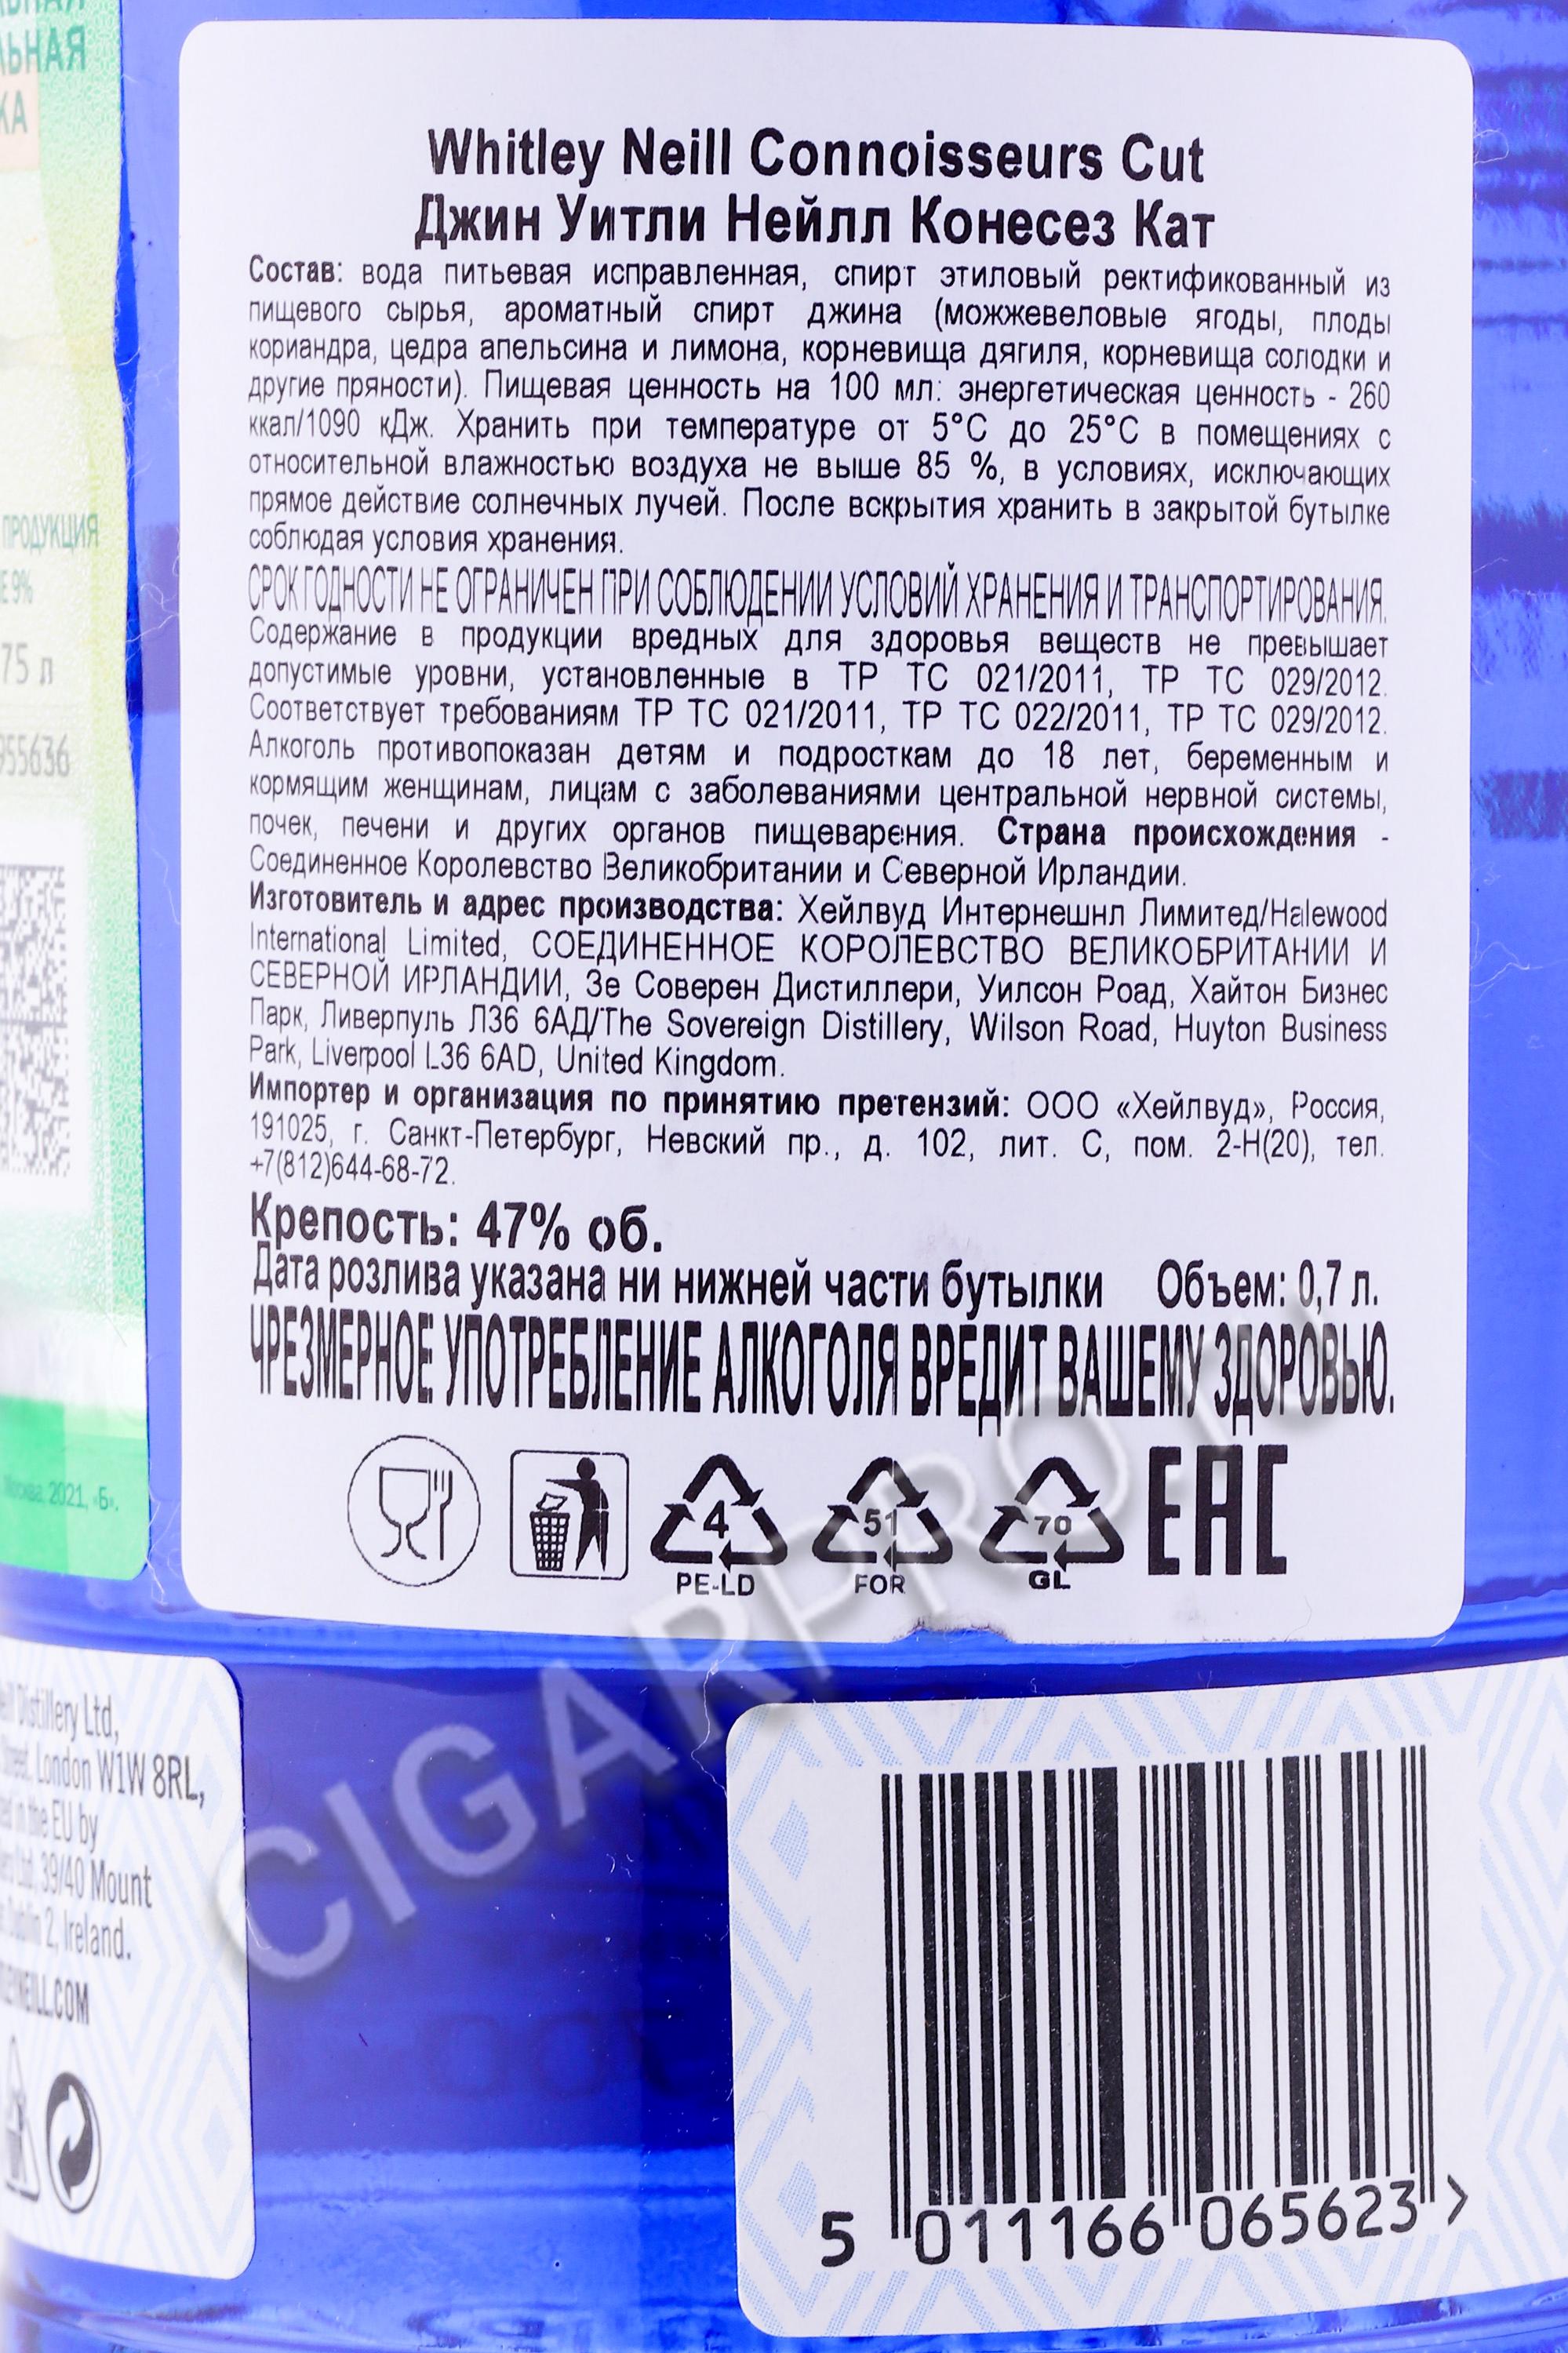 ЬНАЯ
КА
ПРОДУКЦИЯ
Е 9%
75 л
955636
Москва 2021, «Б».
Whitley Neill Connoisseurs Cut
Джин Уитли Нейлл Конесез Кат
Состав: вода питьевая исправленная, спирт этиловый ректификованный из
пищевого сырья, ароматный спирт джина (можжевеловые ягоды, плоды
кориандра, цедра апельсина и лимона, корневища дягиля, корневища солодки и
другие пряности). Пищевая ценность на 100 мл: энергетическая ценность - 260
ккал/1090 кДж. Хранить при температуре от 5°С до 25°С в помещениях с
относительной влажностью воздуха не выше 85 %, в условиях, исключающих
прямое действие солнечных лучей. После вскрытия хранить в закрытой бутылке
соблюдая условия хранения.
СРОК ГОДНОСТИ НЕ ОГРАНИЧЕН ПРИ СОБЛЮДЕНИИ УСЛОВИЙ ХРАНЕНИЯ И ТРАНСПОРТИРОВАНИЯ.
Содержание в продукции вредных для здоровья веществ не превышает
допустимые уровни, установленные в ТР ТС 021/2011, ТР ТС 029/2012.
Соответствует требованиям ТР ТС 021/2011, ТР ТС 022/2011, ТР ТС 029/2012.
Алкоголь противопоказан детям и подросткам до 18 лет, беременным и
кормящим женщинам, лицам с заболеваниями центральной нервной системы,
почек, печени и других органов пищеварения. Страна происхождения -
Соединенное Королевство Великобритании и Северной Ирландии.
Изготовитель и адрес производства: Хейлвуд Интернешнл Лимитед/Halewood
International Limited, СОЕДИНЕННОЕ КОРОЛЕВСТВО ВЕЛИКОБРИТАНИИ И
СЕВЕРНОЙ ИРЛАНДИИ, Зе Соверен Дистиллери, Уилсон Роад, Хайтон Бизнес
Парк, Ливерпуль Л36 6АД/The Sovereign Distillery, Wilson Road, Huyton Business
Park, Liverpool L36 6AD, United Kingdom.
Импортер и организация по принятию претензий: ООО «Хейлвуд», Россия,
191025, г. Санкт-Петербург, Невский пр., д. 102, лит. С, пом. 2-Н(20), тел.
+7(812)644-68-72.
Крепость: 47% об.
Дата розлива указана ни нижней части бутылки Объем: 0,7 л.
ЧРЕЗМЕРНОЕ УПОТРЕБЛЕНИЕ АЛКОГОЛЯ ВРЕДИТ ВАШЕМУ ЗДОРОВЬЮ.
4 51 70 EAC
PE-LD FOR GL
CIGARPRO.RU
Distillery Ltd,
London W1W 8RL,
in the EU by
Ltd, 39/40 Mount
Dublin 2, Ireland.
NEILL.COM
5 011166 065623 >